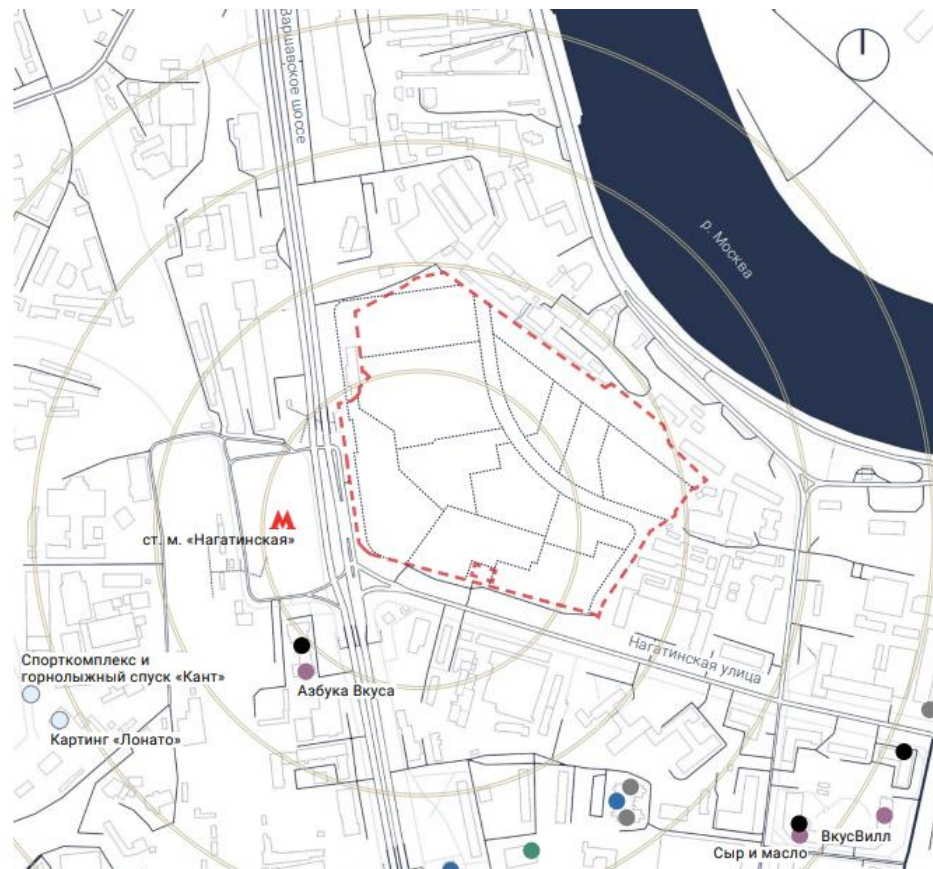 Варшавское шоссе
р. Москва
ст. м. «Нагатинская»
Нагатинская улица
Спорткомплекс и
горнолыжный спуск «Кант»
Азбука Вкуса
Картинг «Лонато»
ВкусВилл
Сыр и масло